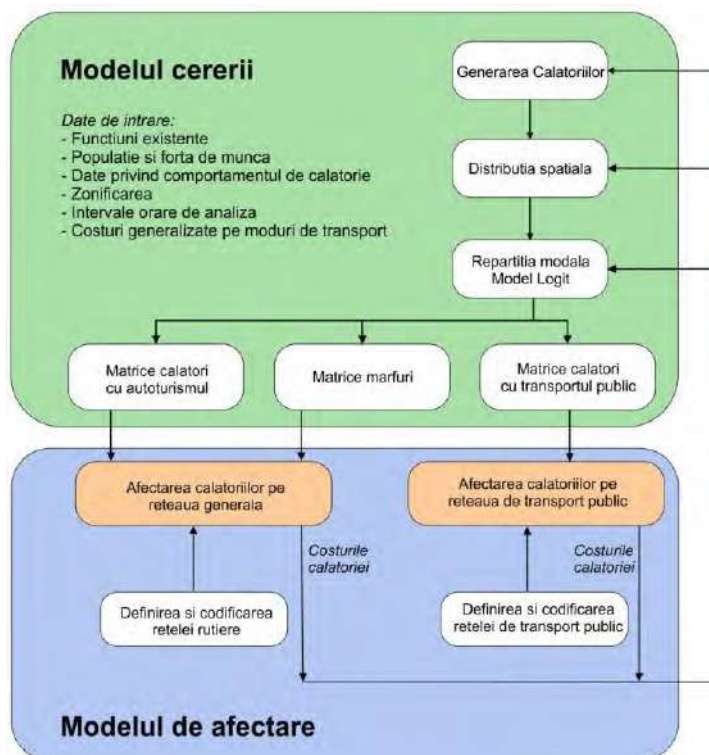 Modelul cererii
Date de intrare:
- Functiuni existente
- Populatie si forta de munca
- Date privind comportamentul de calatorie
- Zonificarea
- Intervale orare de analiza
- Costuri generalizate pe moduri de transport
Generarea Calatoriilor
Distributia spatiala
Repartitia modala
Model Logit
Matrice calatori
cu autoturismul
Matrice marfuri
Matrice calatori
cu transportul public
Afectarea calatoriilor pe
reteaua generala
Afectarea calatoriilor pe
reteaua de transport public
Costurile
calatoriei
Costurile
calatoriei
Definirea si codificarea
retelei rutiere
Definirea si codificarea
retelei de transport public
Modelul de afectare